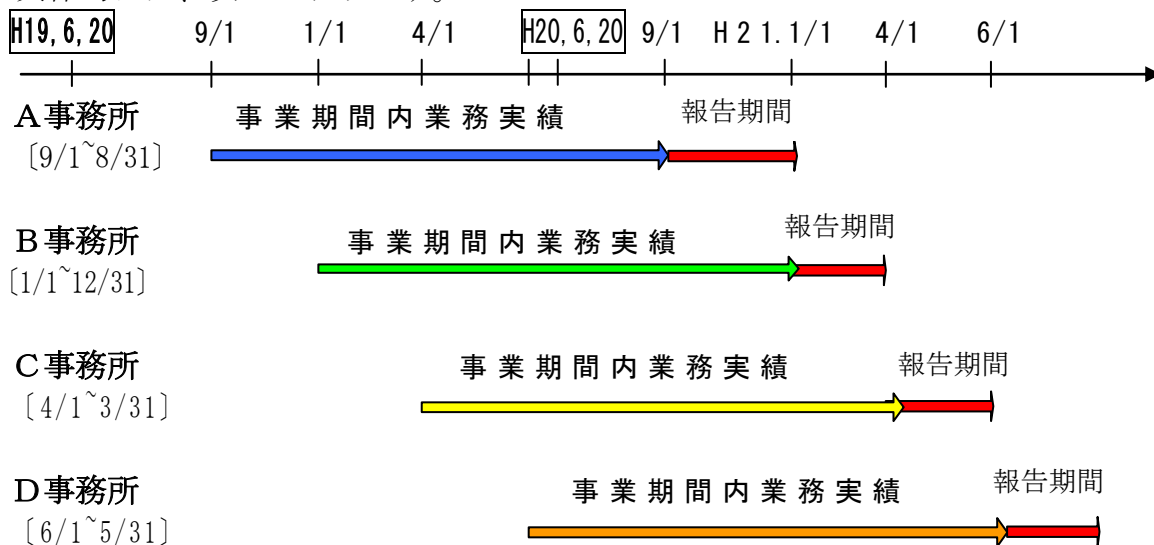 H19,6,20 9/1 1/1 4/1 H20,6,20 9/1 H21.1/1 4/1 6/1
A事務所 事業期間内業務実績 報告期間
〔9/1~8/31〕
B事務所 事業期間内業務実績 報告期間
〔1/1~12/31〕
C事務所 事業期間内業務実績 報告期間
〔4/1~3/31〕
D事務所 事業期間内業務実績 報告期間
〔6/1~5/31〕